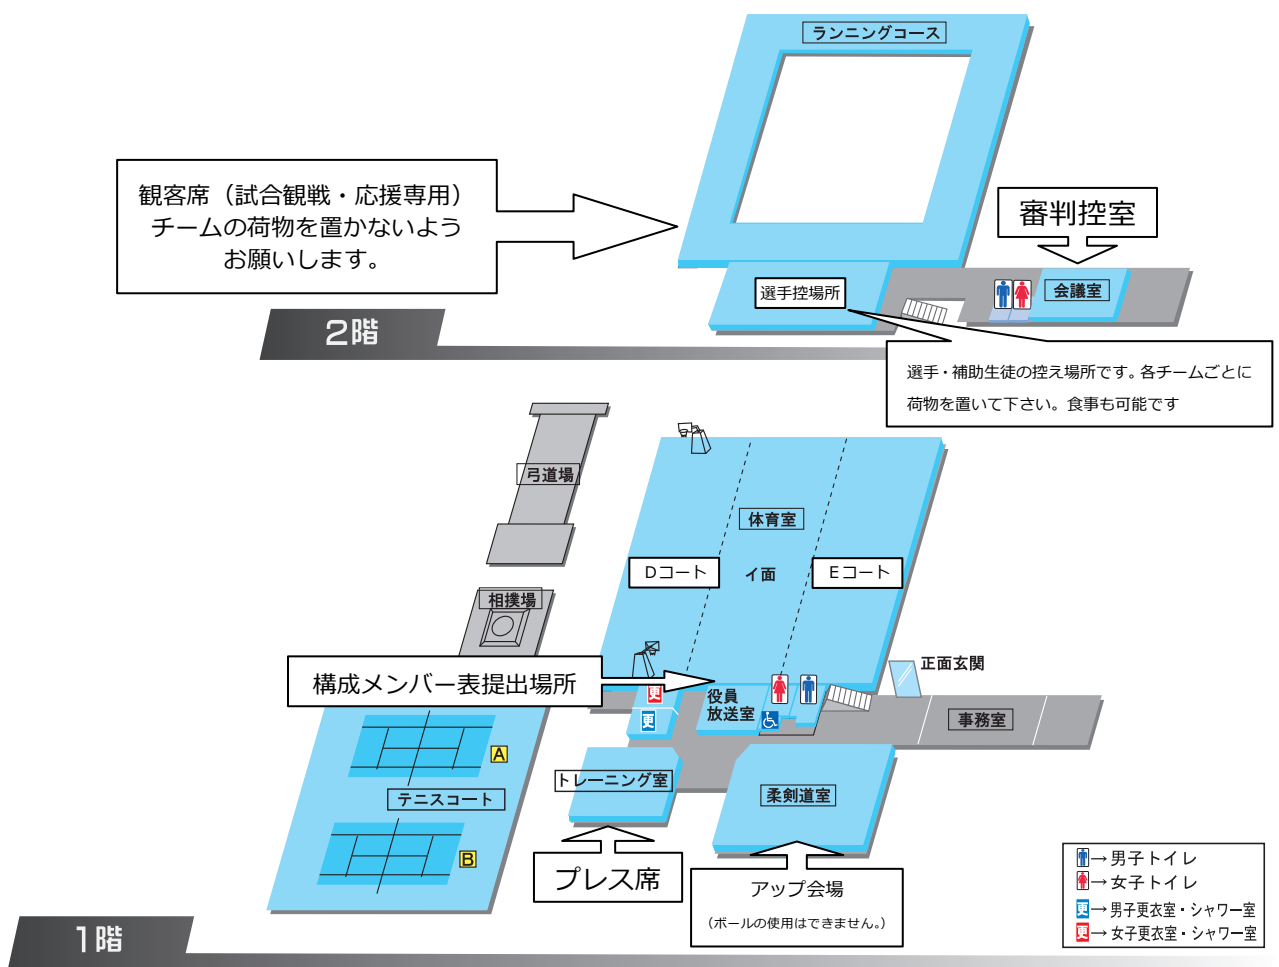 ランニングコース
観客席（試合観戦・応援専用）
チームの荷物を置かないよう
お願いします。
審判控室
選手控場所
会議室
2階
選手・補助生徒の控え場所です。各チームごとに
荷物を置いて下さい。食事も可能です
弓道場
体育室
Dコート
イ面
Eコート
相撲場
正面玄関
構成メンバー表提出場所
更
更
役員
放送室
事務室
A
トレーニング室
テニスコート
柔剣道室
B
プレス席
アップ会場
（ボールの使用はできません。）
→男子トイレ
→女子トイレ
更→男子更衣室・シャワー室
更→女子更衣室・シャワー室
1階